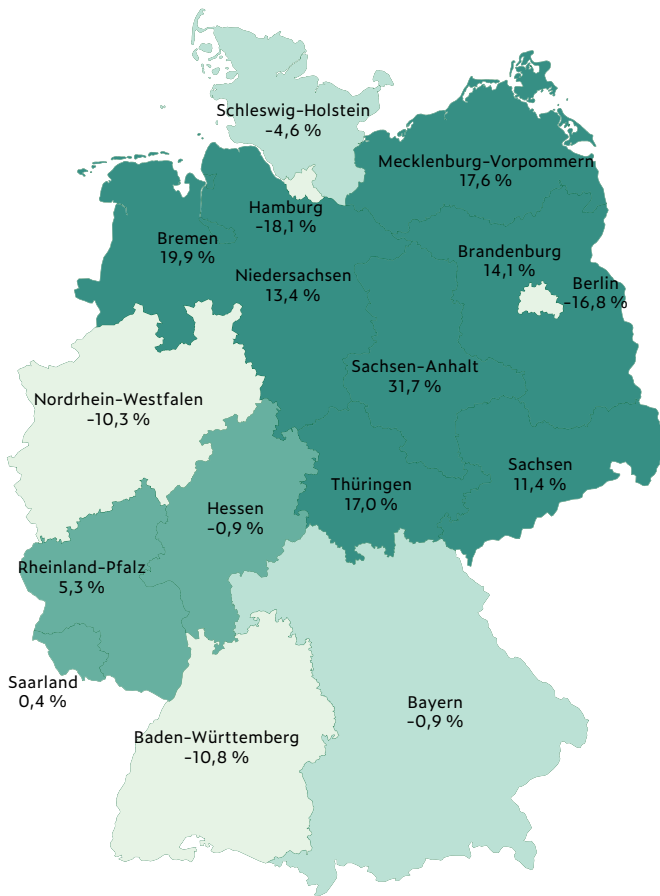 Schleswig-Holstein
-4,6 %
Mecklenburg-Vorpommern
17,6 %
Hamburg
-18,1 %
Bremen
19,9 %
Brandenburg
14,1 %
Niedersachsen
13,4 %
Berlin
-16,8 %
Sachsen-Anhalt
31,7 %
Nordrhein-Westfalen
-10,3 %
Sachsen
11,4 %
Thüringen
17,0 %
Hessen
-0,9 %
Rheinland-Pfalz
5,3 %
Saarland
0,4 %
Bayern
-0,9 %
Baden-Württemberg
-10,8 %